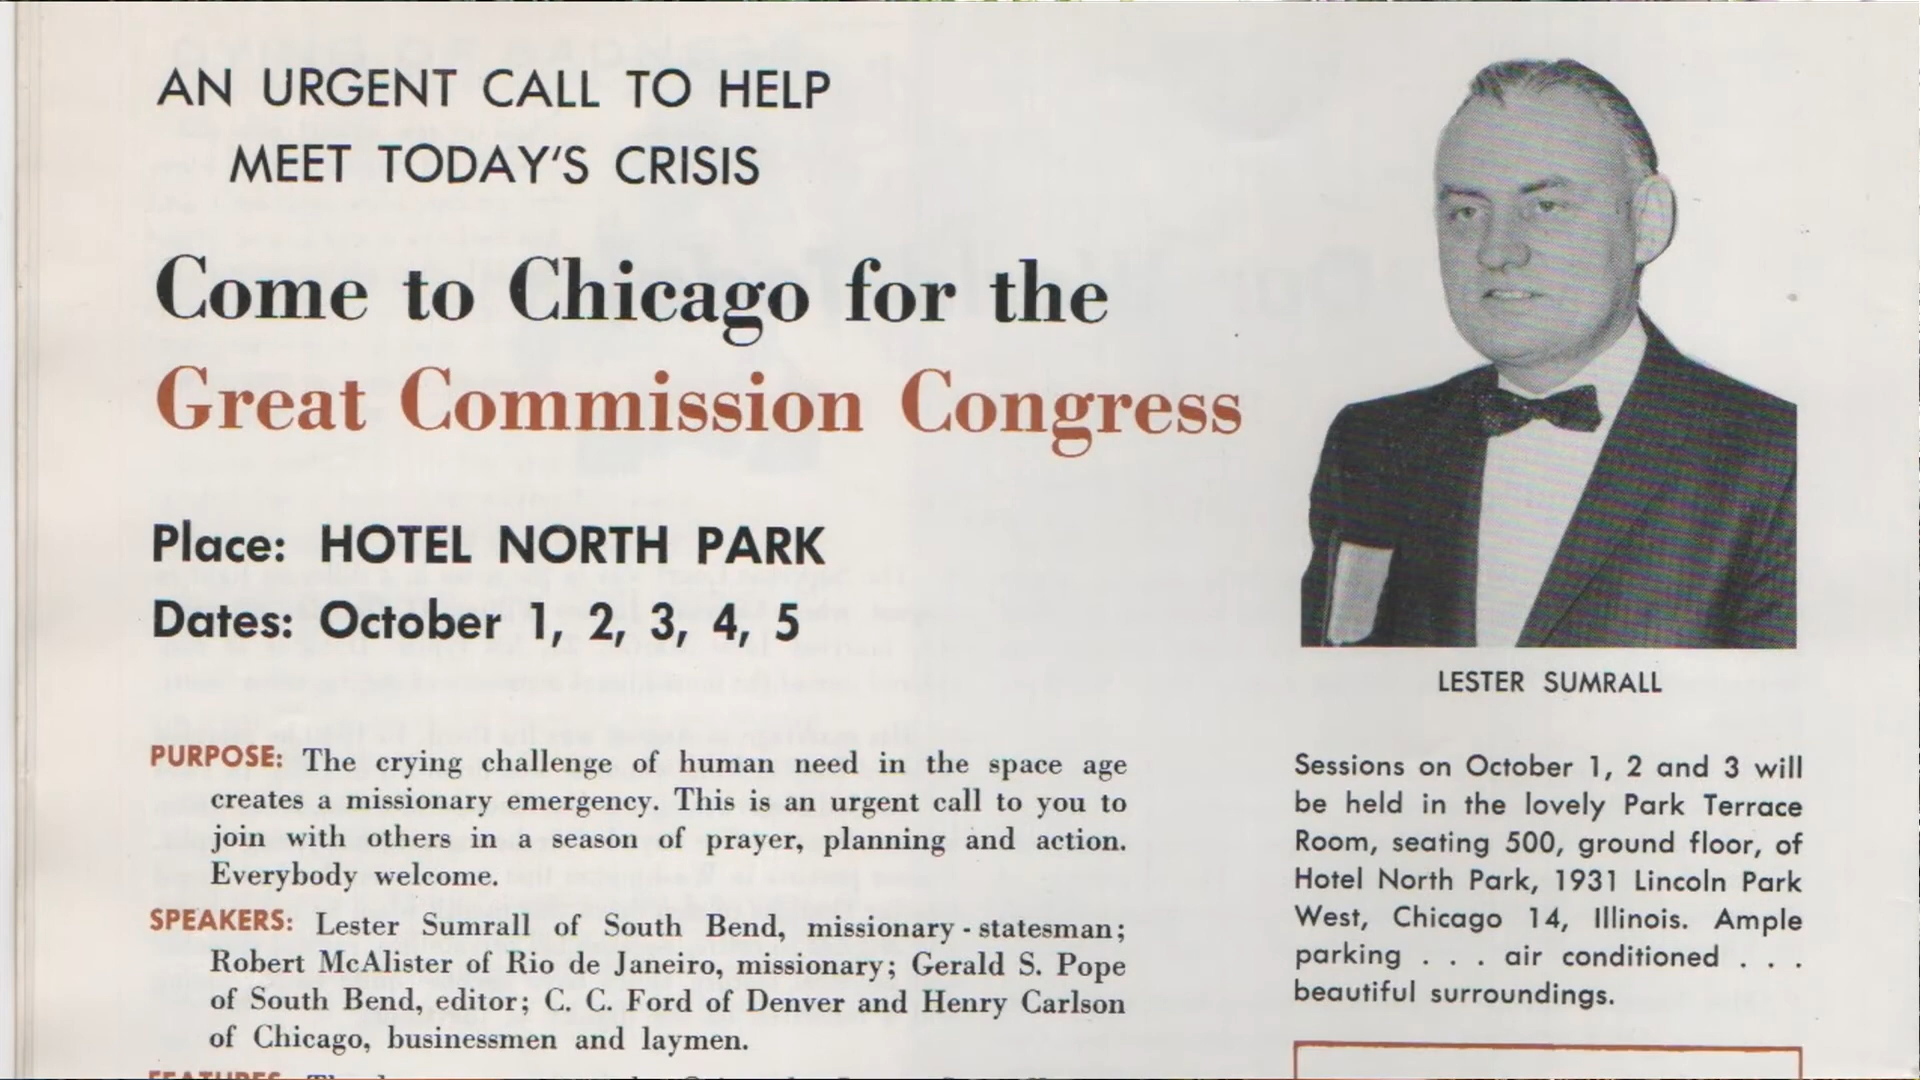 AN URGENT CALL TO HELP
MEET TODAY'S CRISIS
Come to Chicago for the
Great Commission Congress
Place: HOTEL NORTH PARK
Dates: October 1, 2, 3, 4, 5
PURPOSE: The crying challenge of human need in the space age
creates a missionary emergency. This is an urgent call to you to
join with others in a season of prayer, planning and action.
Everybody welcome.
SPEAKERS: Lester Sumrall of South Bend, missionary-statesman;
Robert McAlister of Rio de Janeiro, missionary; Gerald S. Pope
of South Bend, editor; C. C. Ford of Denver and Henry Carlson
of Chicago, businessmen and laymen.
FEATURES:
LESTER SUMRALL
Sessions on October 1, 2 and 3 will
be held in the lovely Park Terrace
Room, seating 500, ground floor, of
Hotel North Park, 1931 Lincoln Park
West, Chicago 14, Illinois. Ample
parking . . . air conditioned . . .
beautiful surroundings.